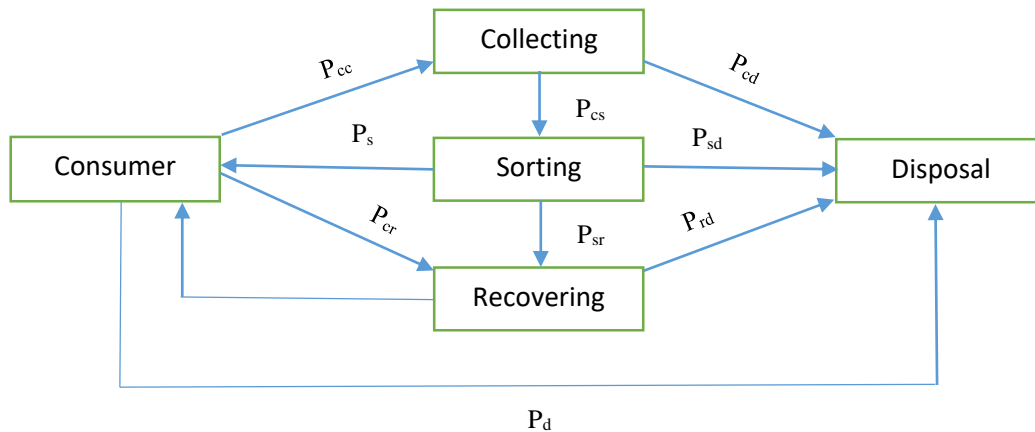 Collecting
Pcc
Pcd
Pcs
Ps
Psd
Consumer
Sorting
Disposal
Pcr
Psr
Prd
Recovering
Pd